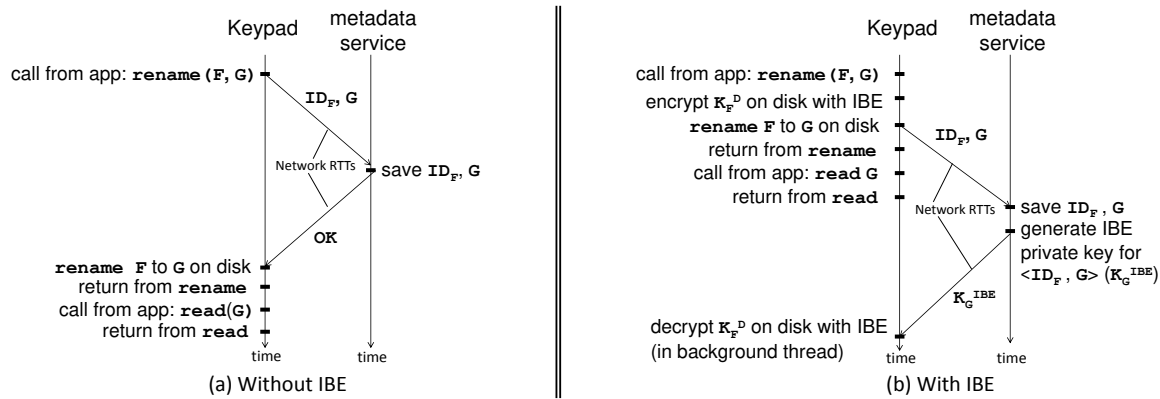 Keypad
metadata
service
call from app: rename(F, G)
ID_F, G
Network RTTs
save ID_F, G
OK
rename F to G on disk
return from rename
call from app: read(G)
return from read
time
time
(a) Without IBE
Keypad
metadata
service
call from app: rename(F, G)
encrypt K_F^D on disk with IBE
rename F to G on disk
ID_F, G
return from rename
call from app: read G
return from read
Network RTTs
save ID_F, G
generate IBE
private key for
<ID_F, G> (K_G^IBE)
K_G^IBE
decrypt K_F^D on disk with IBE
(in background thread)
time
time
(b) With IBE